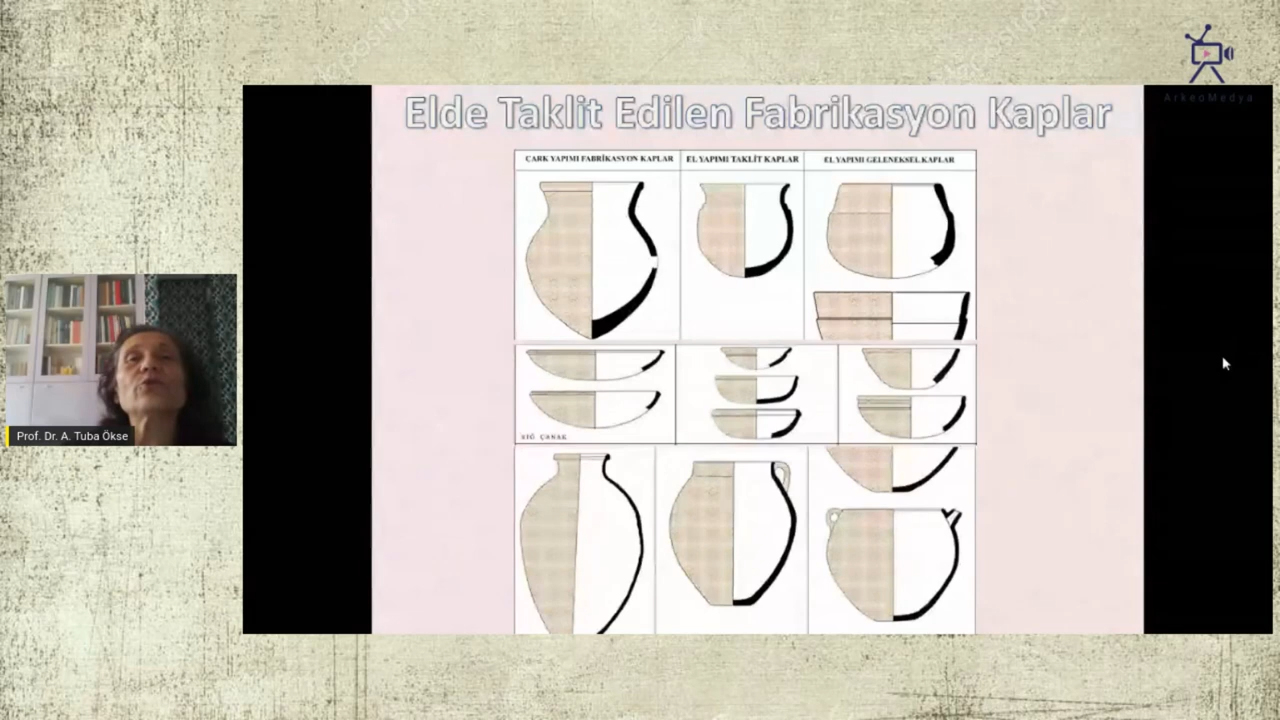 ArkeoMedya
Elde Taklit Edilen Fabrikasyon Kaplar
ÇARK YAPIMI FABRİKASYON KAPLAR
EL YAPIMI TAKLİT KAPLAR
EL YAPIMI GELENEKSEL KAPLAR
ÇANAK
Prof. Dr. A. Tuba Ökse